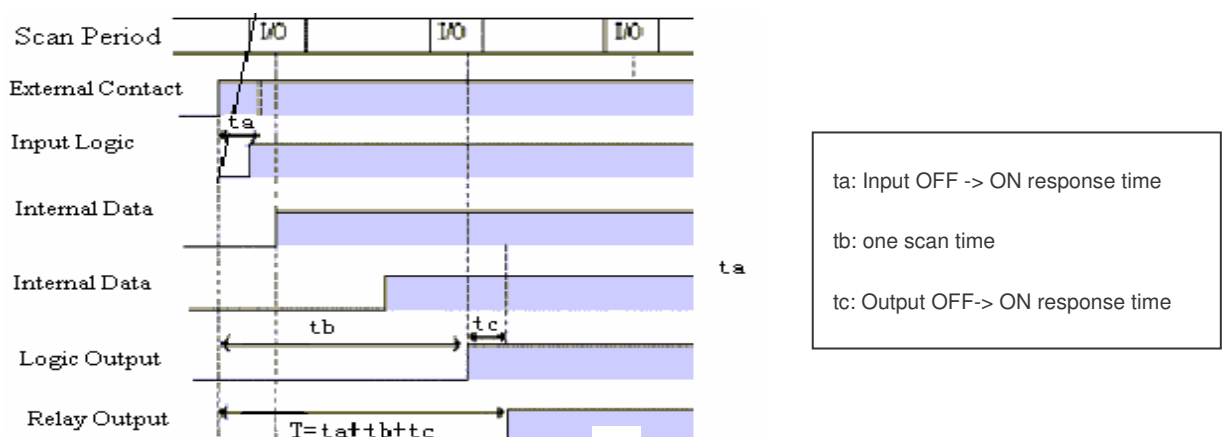 Scan Period I/O I/O I/O
External Contact
ta
Input Logic
Internal Data
Internal Data
tb tc
Logic Output
Relay Output
T=ta+tb+tc
ta
ta: Input OFF -> ON response time
tb: one scan time
tc: Output OFF-> ON response time